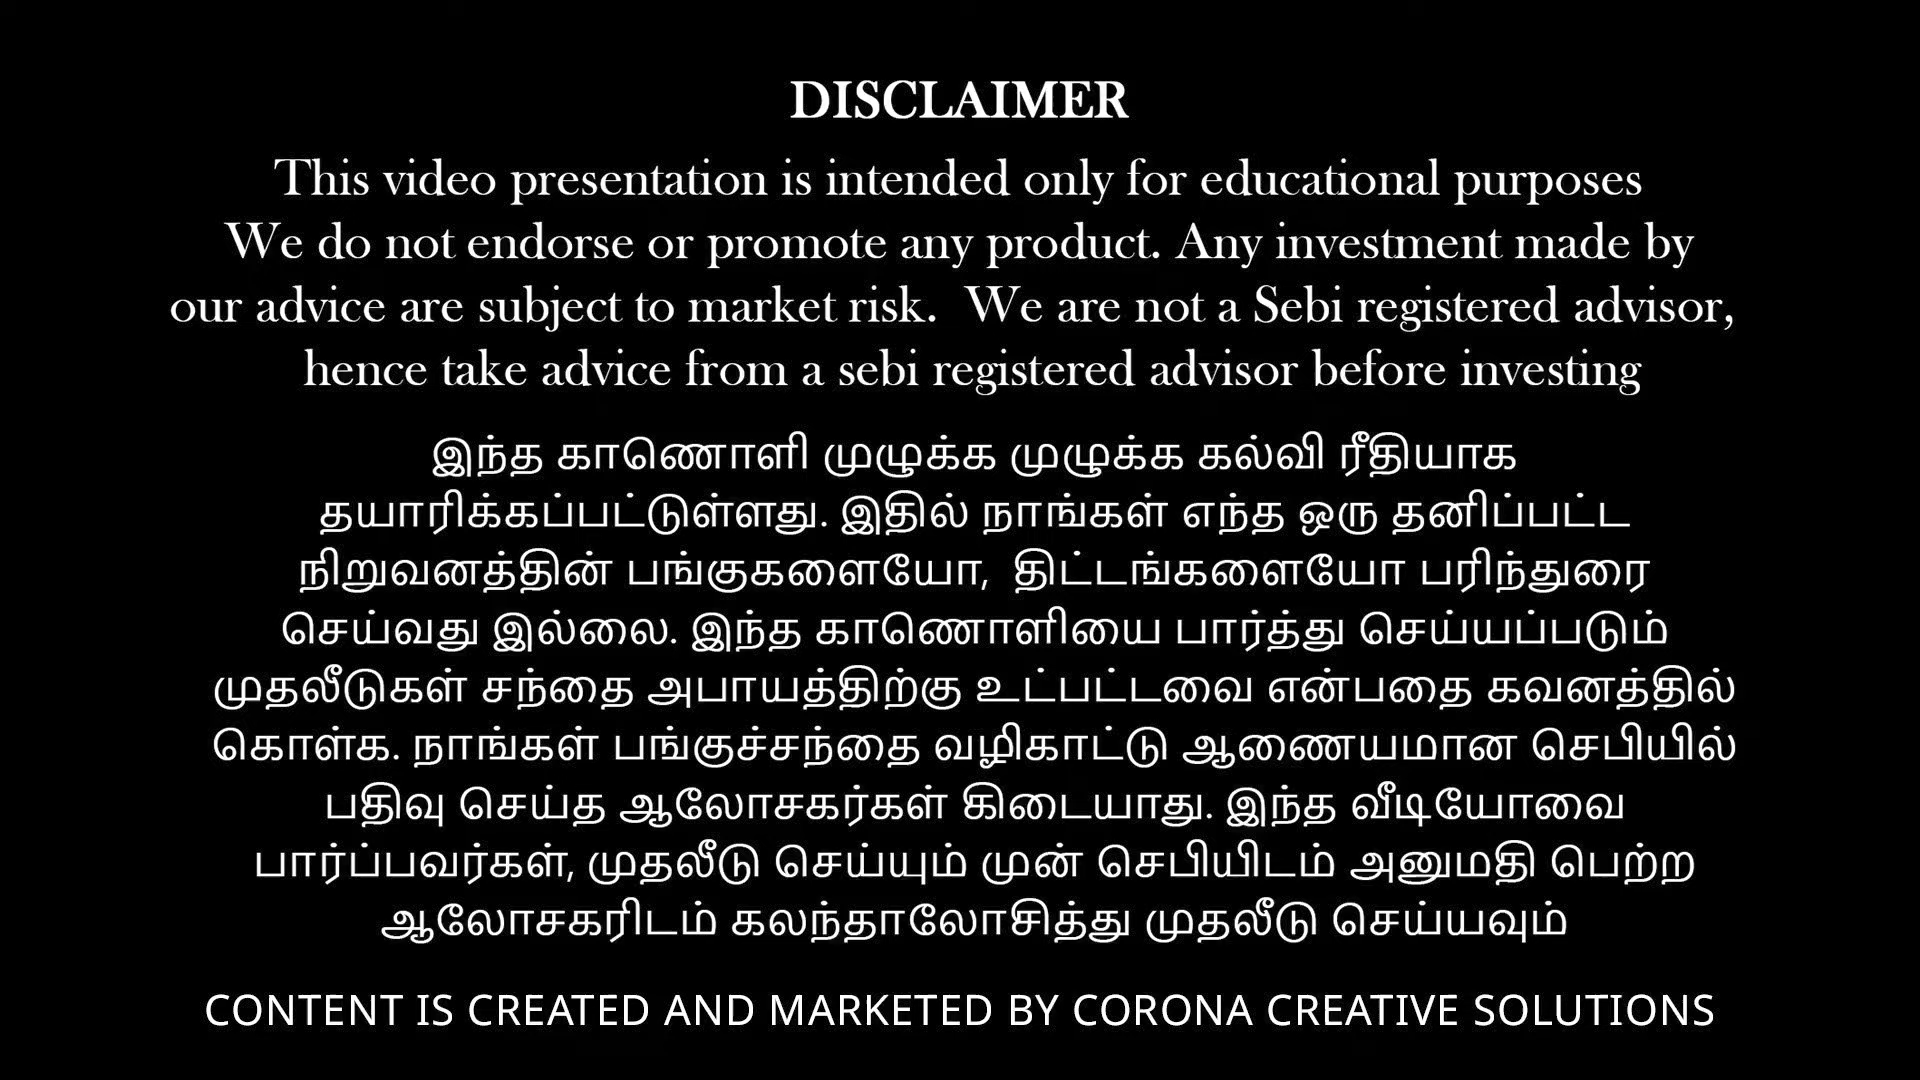 DISCLAIMER
This video presentation is intended only for educational purposes
We do not endorse or promote any product. Any investment made by
our advice are subject to market risk.  We are not a Sebi registered advisor,
hence take advice from a sebi registered advisor before investing
இந்த காணொளி முழுக்க முழுக்க கல்வி ரீதியாக
தயாரிக்கப்பட்டுள்ளது. இதில் நாங்கள் எந்த ஒரு தனிப்பட்ட
நிறுவனத்தின் பங்குகளையோ,  திட்டங்களையோ பரிந்துரை
செய்வது இல்லை. இந்த காணொளியை பார்த்து செய்யப்படும்
முதலீடுகள் சந்தை அபாயத்திற்கு உட்பட்டவை என்பதை கவனத்தில்
கொள்க. நாங்கள் பங்குச்சந்தை வழிகாட்டு ஆணையமான செபியில்
பதிவு செய்த ஆலோசகர்கள் கிடையாது. இந்த வீடியோவை
பார்ப்பவர்கள், முதலீடு செய்யும் முன் செபியிடம் அனுமதி பெற்ற
ஆலோசகரிடம் கலந்தாலோசித்து முதலீடு செய்யவும்
CONTENT IS CREATED AND MARKETED BY CORONA CREATIVE SOLUTIONS